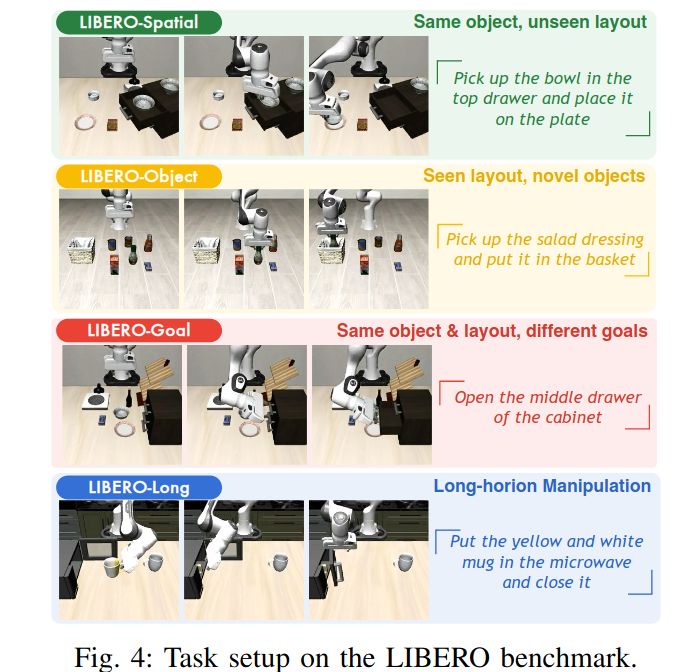 LIBERO-Spatial
Same object, unseen layout
Pick up the bowl in the
top drawer and place it
on the plate
LIBERO-Object
Seen layout, novel objects
Pick up the salad dressing
and put it in the basket
LIBERO-Goal
Same object & layout, different goals
Open the middle drawer
of the cabinet
LIBERO-Long
Long-horion Manipulation
Put the yellow and white
mug in the microwave
and close it
Fig. 4: Task setup on the LIBERO benchmark.